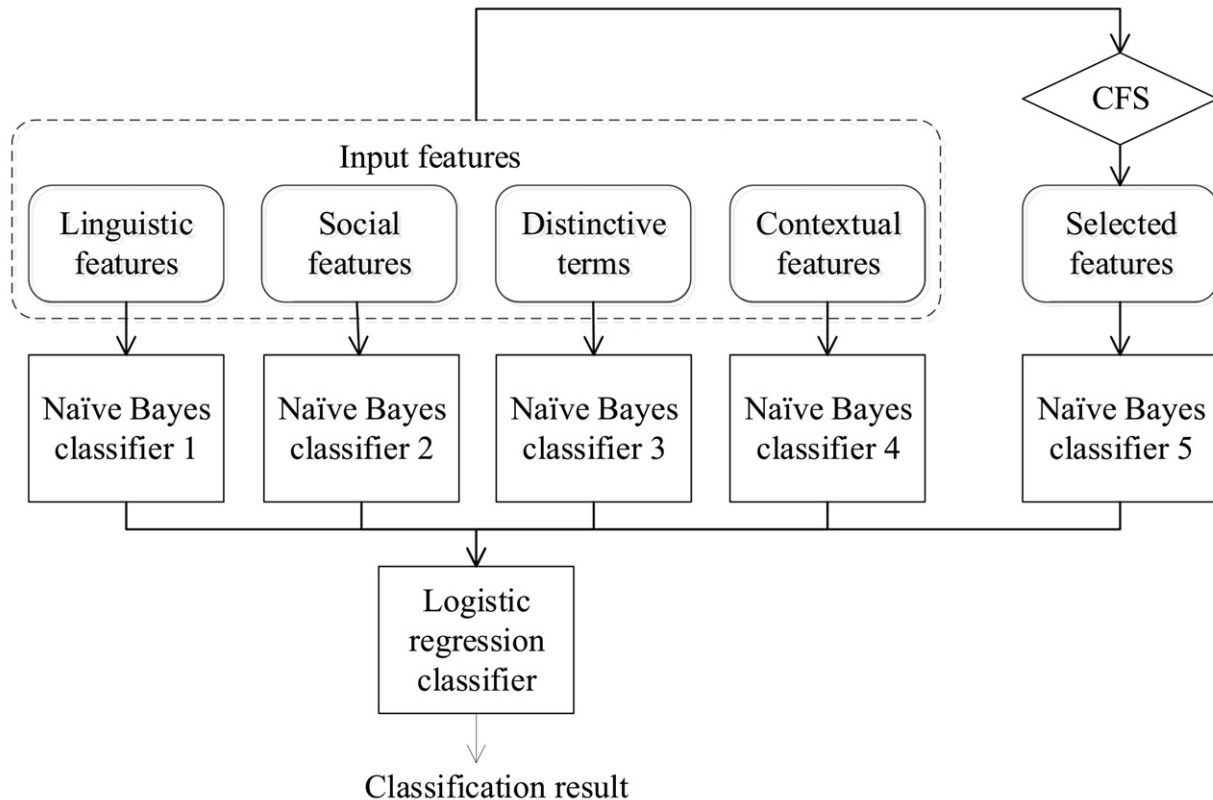 CFS
Input features
Linguistic
features
Social
features
Distinctive
terms
Contextual
features
Selected
features
Naïve Bayes
classifier 1
Naïve Bayes
classifier 2
Naïve Bayes
classifier 3
Naïve Bayes
classifier 4
Naïve Bayes
classifier 5
Logistic
regression
classifier
Classification result